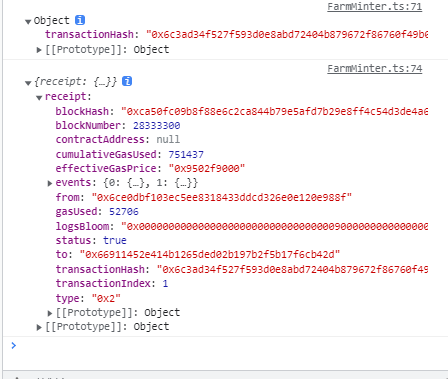 FarmMinter.ts:71
Object
transactionHash: "0x6c3ad34f527f593d0e8abd72404b879672f86760f49b0
[[Prototype]]: Object
FarmMinter.ts:74
{receipt: {…}}
receipt:
blockHash: "0xca50fc09b8f88e6c2ca844b79e5afd7b29e8ff4c54d3de4a6
blockNumber: 28333300
contractAddress: null
cumulativeGasUsed: 751437
effectiveGasPrice: "0x9502f9000"
events: {0: {…}, 1: {…}}
from: "0x6ce0dbf103ec5ee8318433ddcd326e0e120e988f"
gasUsed: 52706
logsBloom: "0x00000000000000000000000000000000009000000000000000
status: true
to: "0x66911452e414b1265ded02b197b2f5b17f6cb42d"
transactionHash: "0x6c3ad34f527f593d0e8abd72404b879672f86760f49
transactionIndex: 1
type: "0x2"
[[Prototype]]: Object
[[Prototype]]: Object